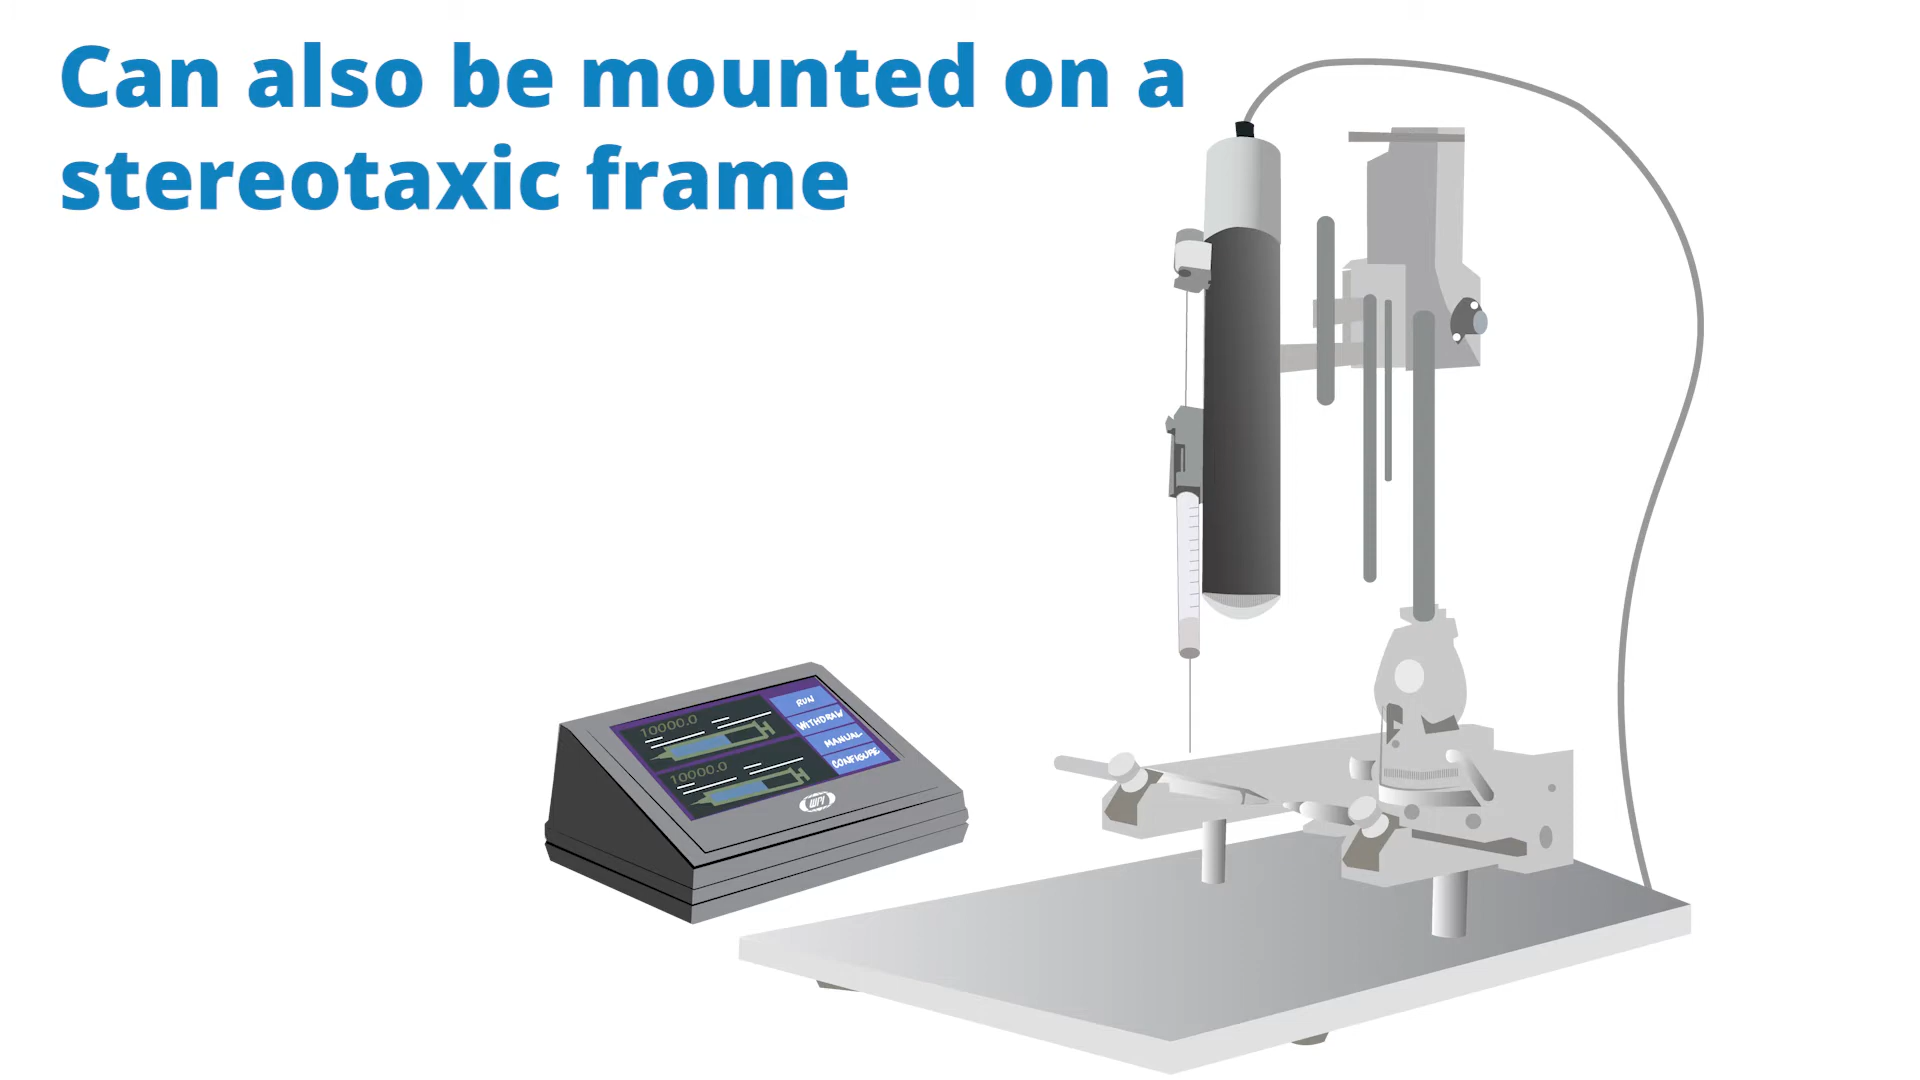 Can also be mounted on a
stereotaxic frame
10000.0
10000.0
RUN
WITHDRAW
MANUAL
CONFIGURE
WPI